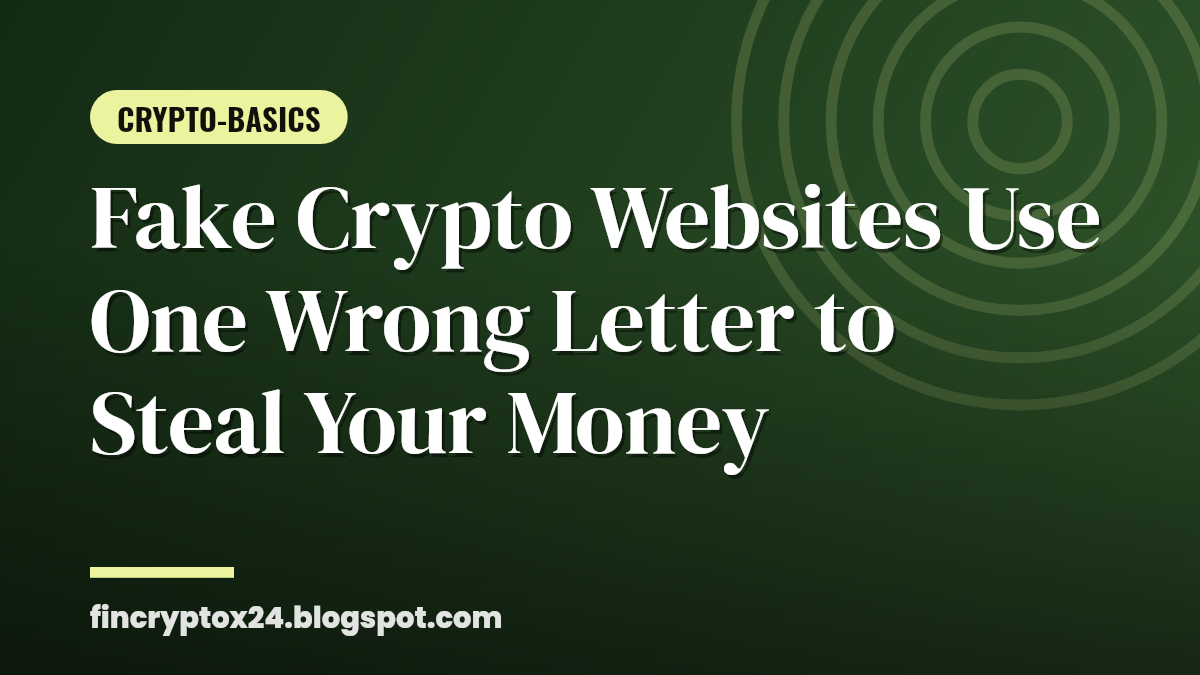 CRYPTO-BASICS
Fake Crypto Websites Use
One Wrong Letter to
Steal Your Money
fincryptox24.blogspot.com